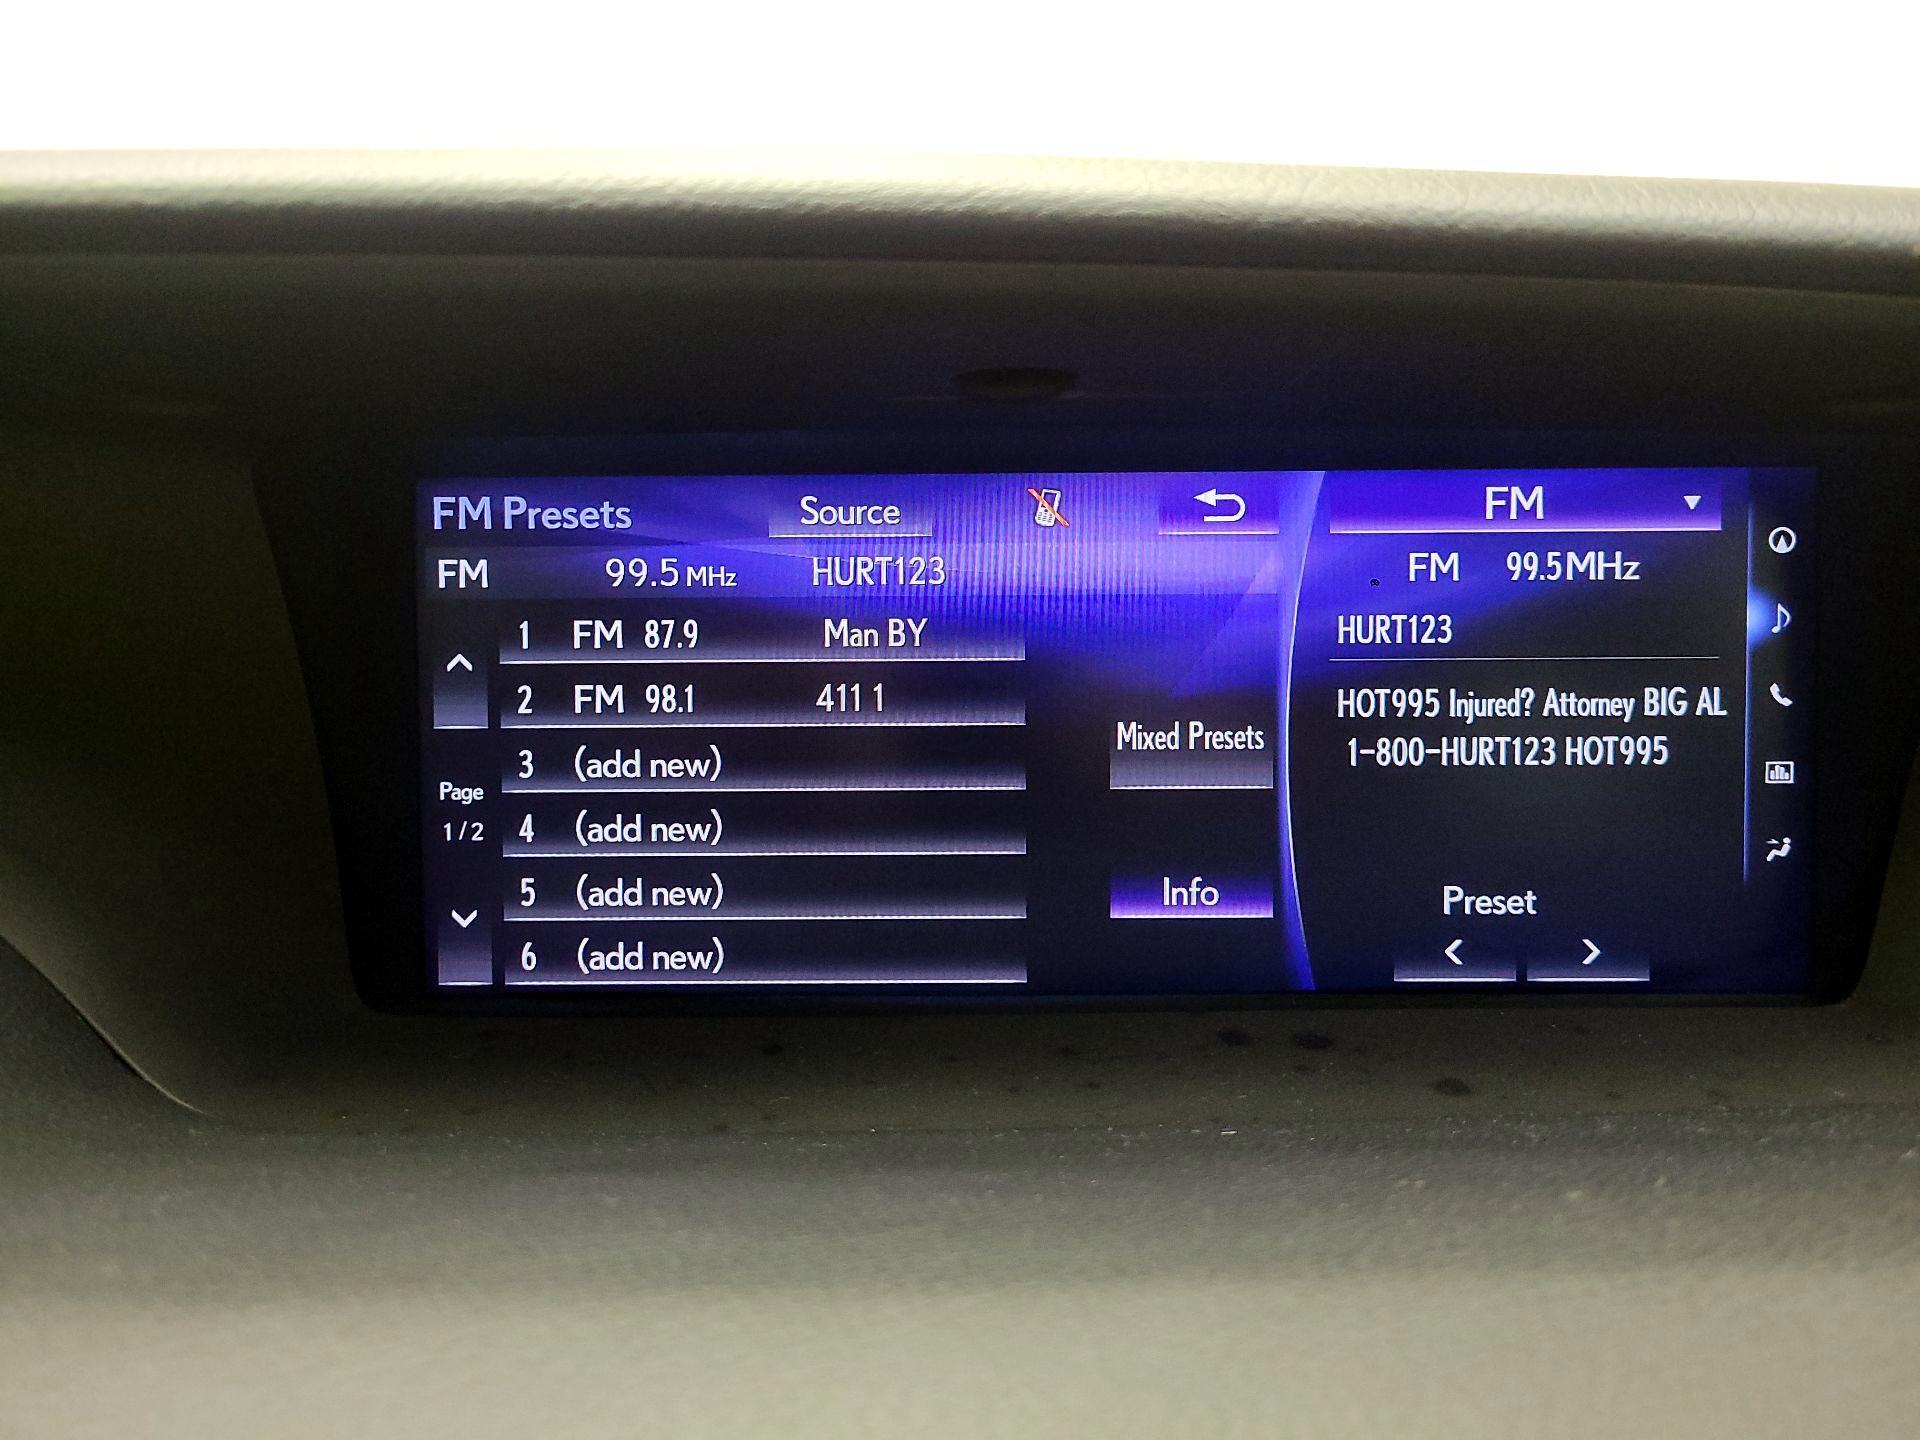 FM Presets Source
FM 99.5 MHz HURT123
1 FM 87.9 Man BY
2 FM 98.1 411 1
3 (add new)
4 (add new)
5 (add new)
6 (add new)
Page
1/2
Mixed Presets
Info
FM
FM 99.5MHz
HURT123
HOT995 Injured? Attorney BIG AL
1-800-HURT123 HOT995
Preset